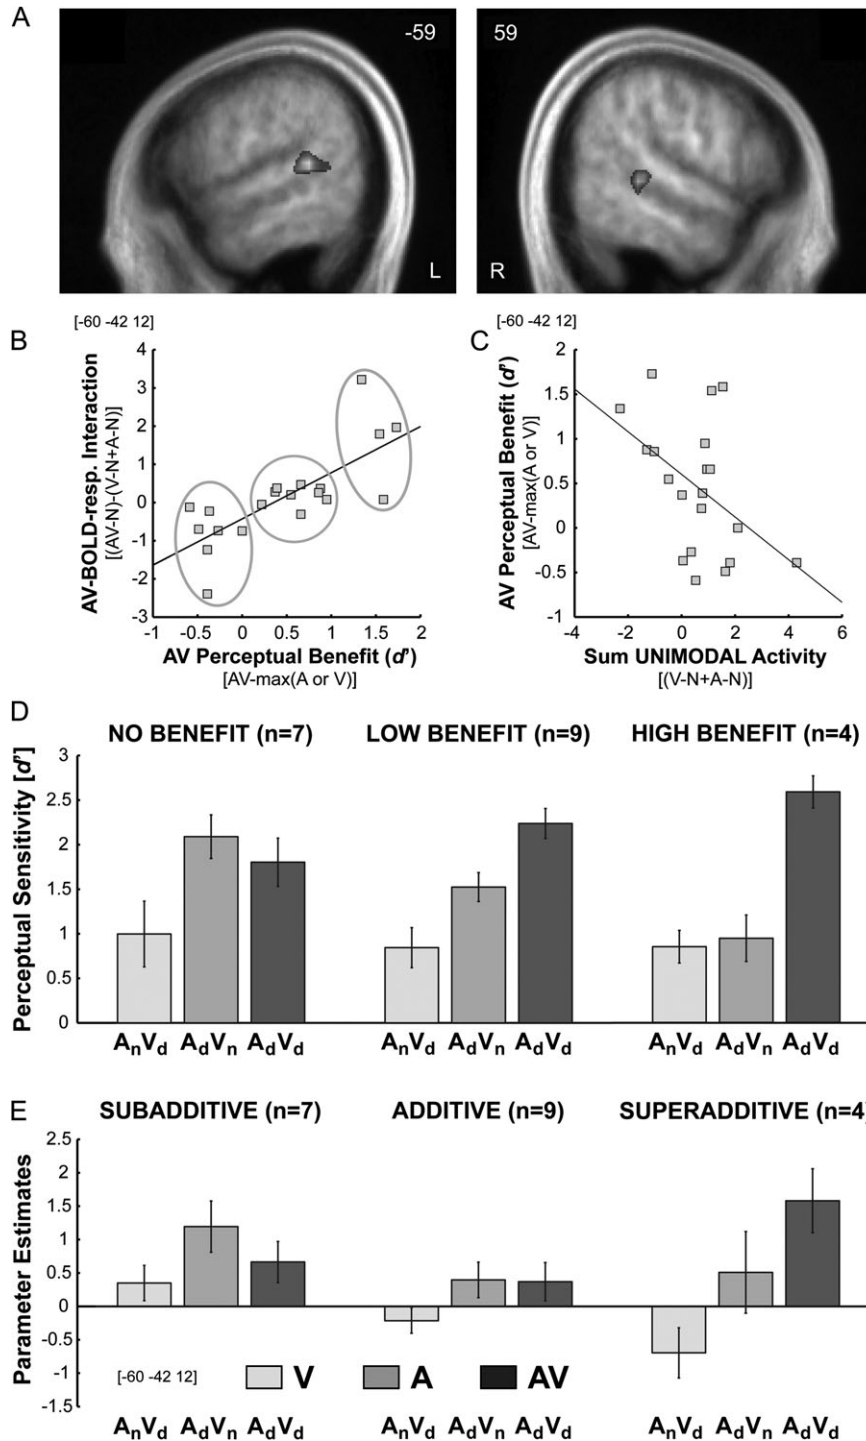 A
-59
59
L
R
[-60 -42 12]
B
AV-BOLD-resp. Interaction
[(AV-N)-(V-N+A-N)]
4
3
2
1
0
-1
-2
-3
-1
-0.5
0
0.5
1
1.5
2
AV Perceptual Benefit (d')
[AV-max(A or V)]
[-60 -42 12]
C
AV Perceptual Benefit (d')
[AV-max(A or V)]
2
1.5
1
0.5
0
-0.5
-1
-4
-2
0
2
4
6
Sum UNIMODAL Activity
[(V-N+A-N)]
D
NO BENEFIT (n=7)
LOW BENEFIT (n=9)
HIGH BENEFIT (n=4)
Perceptual Sensitivity [d']
3
2.5
2
1.5
1
0.5
0
AnVd AdVn AdVd
AnVd AdVn AdVd
AnVd AdVn AdVd
E
SUBADDITIVE (n=7)
ADDITIVE (n=9)
SUPERADDITIVE (n=4)
Parameter Estimates
2.5
2
1.5
1
0.5
0
-0.5
-1
-1.5
[-60 -42 12]
V
A
AV
AnVd AdVn AdVd
AnVd AdVn AdVd
AnVd AdVn AdVd